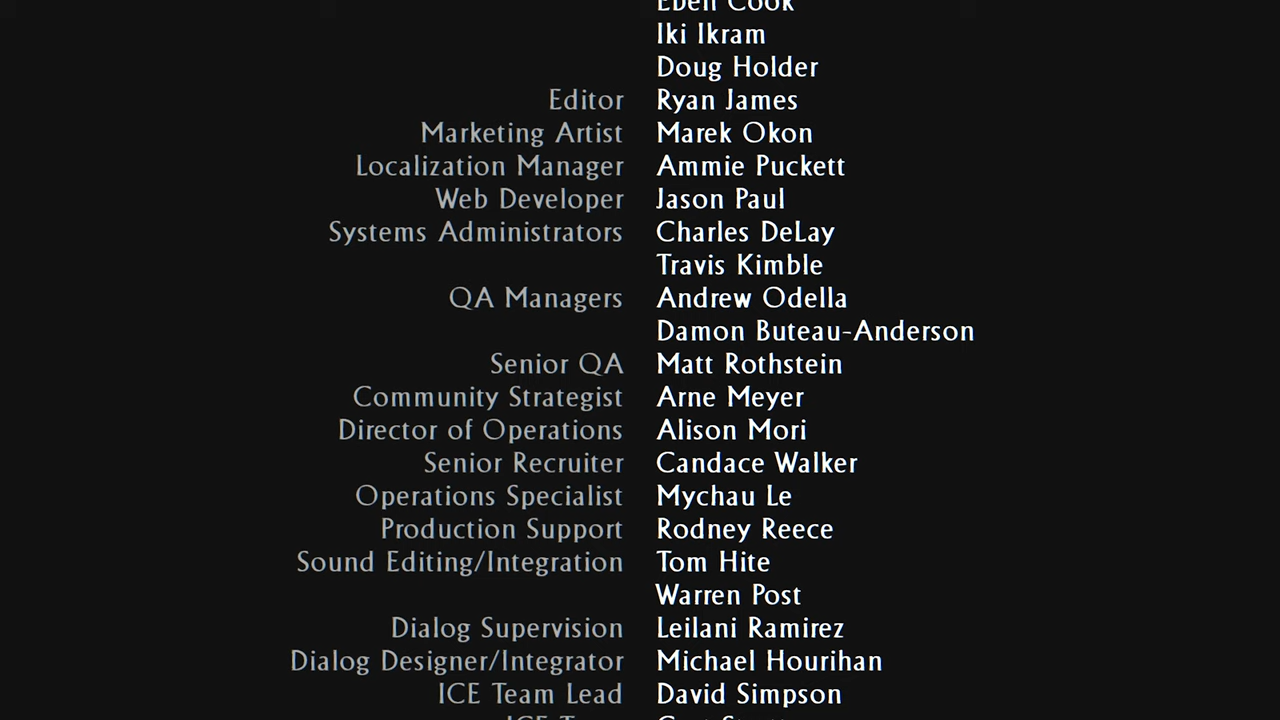 Eben Cook
Iki Ikram
Doug Holder
Editor Ryan James
Marketing Artist Marek Okon
Localization Manager Ammie Puckett
Web Developer Jason Paul
Systems Administrators Charles DeLay
Travis Kimble
QA Managers Andrew Odella
Damon Buteau-Anderson
Senior QA Matt Rothstein
Community Strategist Arne Meyer
Director of Operations Alison Mori
Senior Recruiter Candace Walker
Operations Specialist Mychau Le
Production Support Rodney Reece
Sound Editing/Integration Tom Hite
Warren Post
Dialog Supervision Leilani Ramirez
Dialog Designer/Integrator Michael Hourihan
ICE Team Lead David Simpson